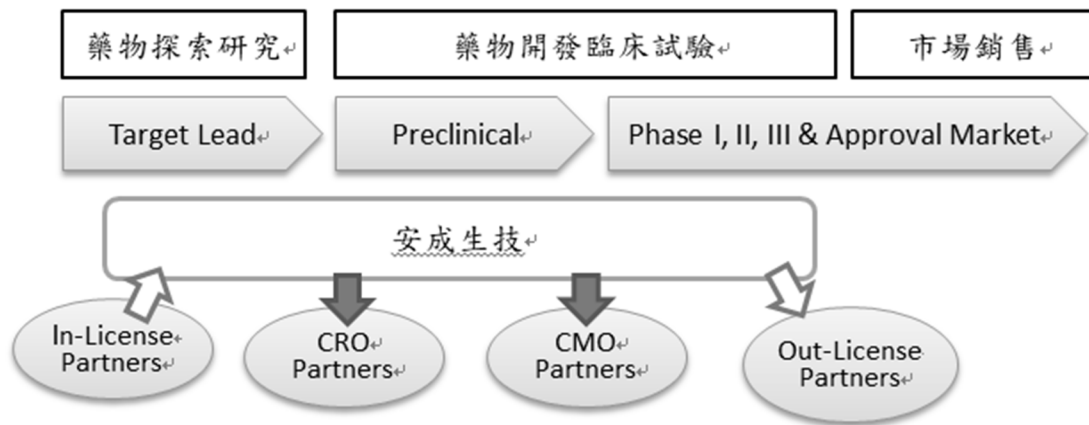 藥物探索研究
藥物開發臨床試驗
市場銷售
Target Lead
Preclinical
Phase I, II, III & Approval Market
安成生技
In-License
Partners
CRO
Partners
CMO
Partners
Out-License
Partners